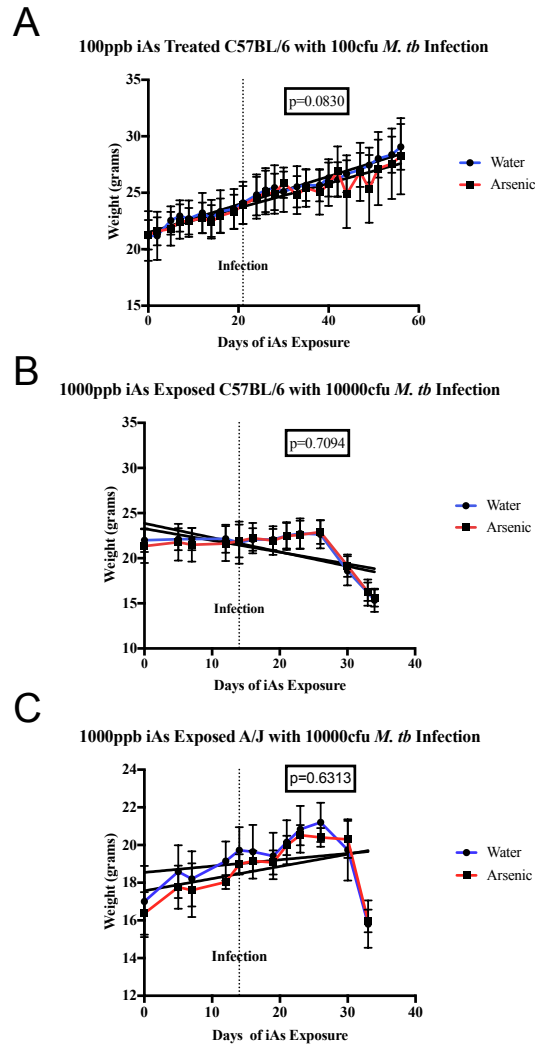 A
100ppb iAs Treated C57BL/6 with 100cfu M. tb Infection
35
30
25
20
15
Weight (grams)
p=0.0830
Infection
Water
Arsenic
0
20
40
60
Days of iAs Exposure
B
1000ppb iAs Exposed C57BL/6 with 10000cfu M. tb Infection
35
30
25
20
15
10
Weight (grams)
p=0.7094
Infection
Water
Arsenic
0
10
20
30
40
Days of iAs Exposure
C
1000ppb iAs Exposed A/J with 10000cfu M. tb Infection
24
22
20
18
16
14
12
Weight (grams)
p=0.6313
Infection
Water
Arsenic
0
10
20
30
40
Days of iAs Exposure